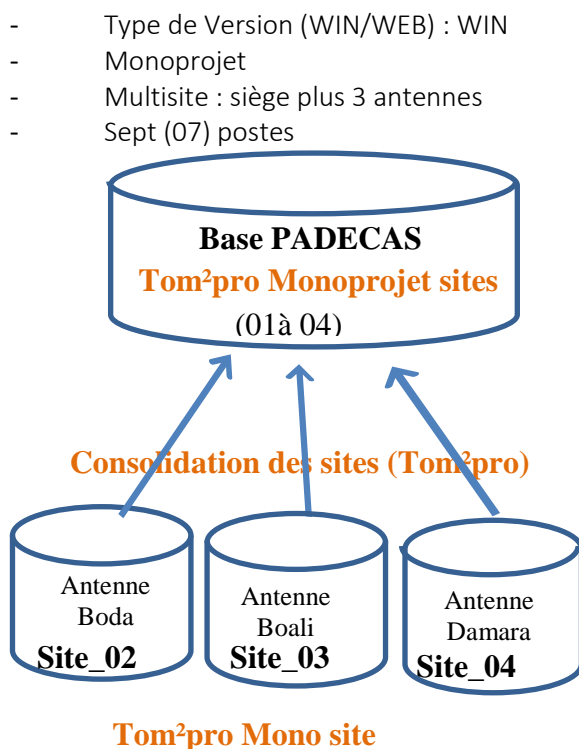 - Type de Version (WIN/WEB) : WIN
- Monoprojet
- Multisite : siège plus 3 antennes
- Sept (07) postes
Base PADECAS
Tom²pro Monoprojet sites
(01à 04)
Consolidation des sites (Tom²pro)
Antenne
Boda
Site_02
Antenne
Boali
Site_03
Antenne
Damara
Site_04
Tom²pro Mono site